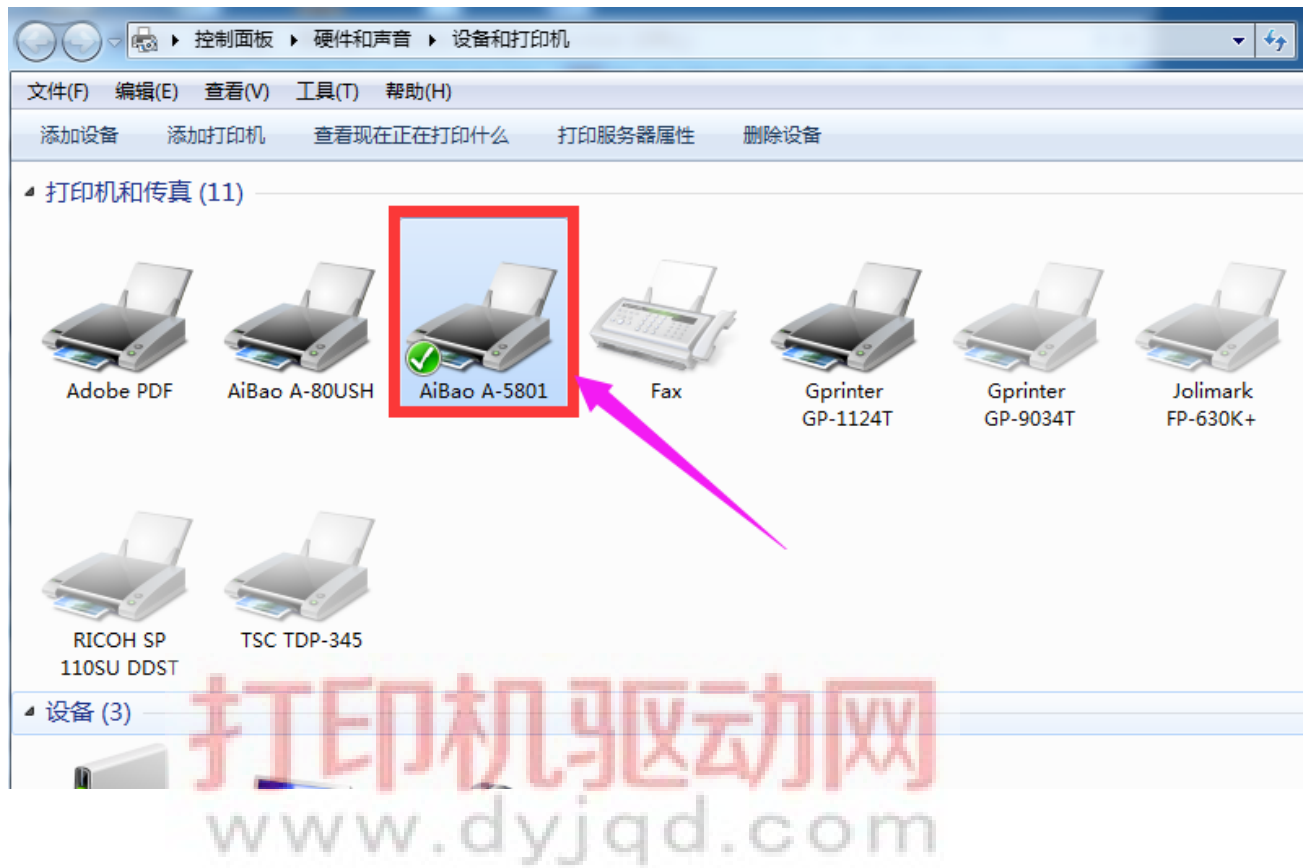 控制面板 硬件和声音 设备和打印机
文件(F) 编辑(E) 查看(V) 工具(T) 帮助(H)
添加设备 添加打印机 查看现在正在打印什么 打印服务器属性 删除设备
打印机和传真 (11)
Adobe PDF
AiBao A-80USH
AiBao A-5801
Fax
Gprinter
GP-1124T
Gprinter
GP-9034T
Jolimark
FP-630K+
RICOH SP
110SU DDST
TSC TDP-345
设备 (3)
打印机驱动网
www.dyjqd.com